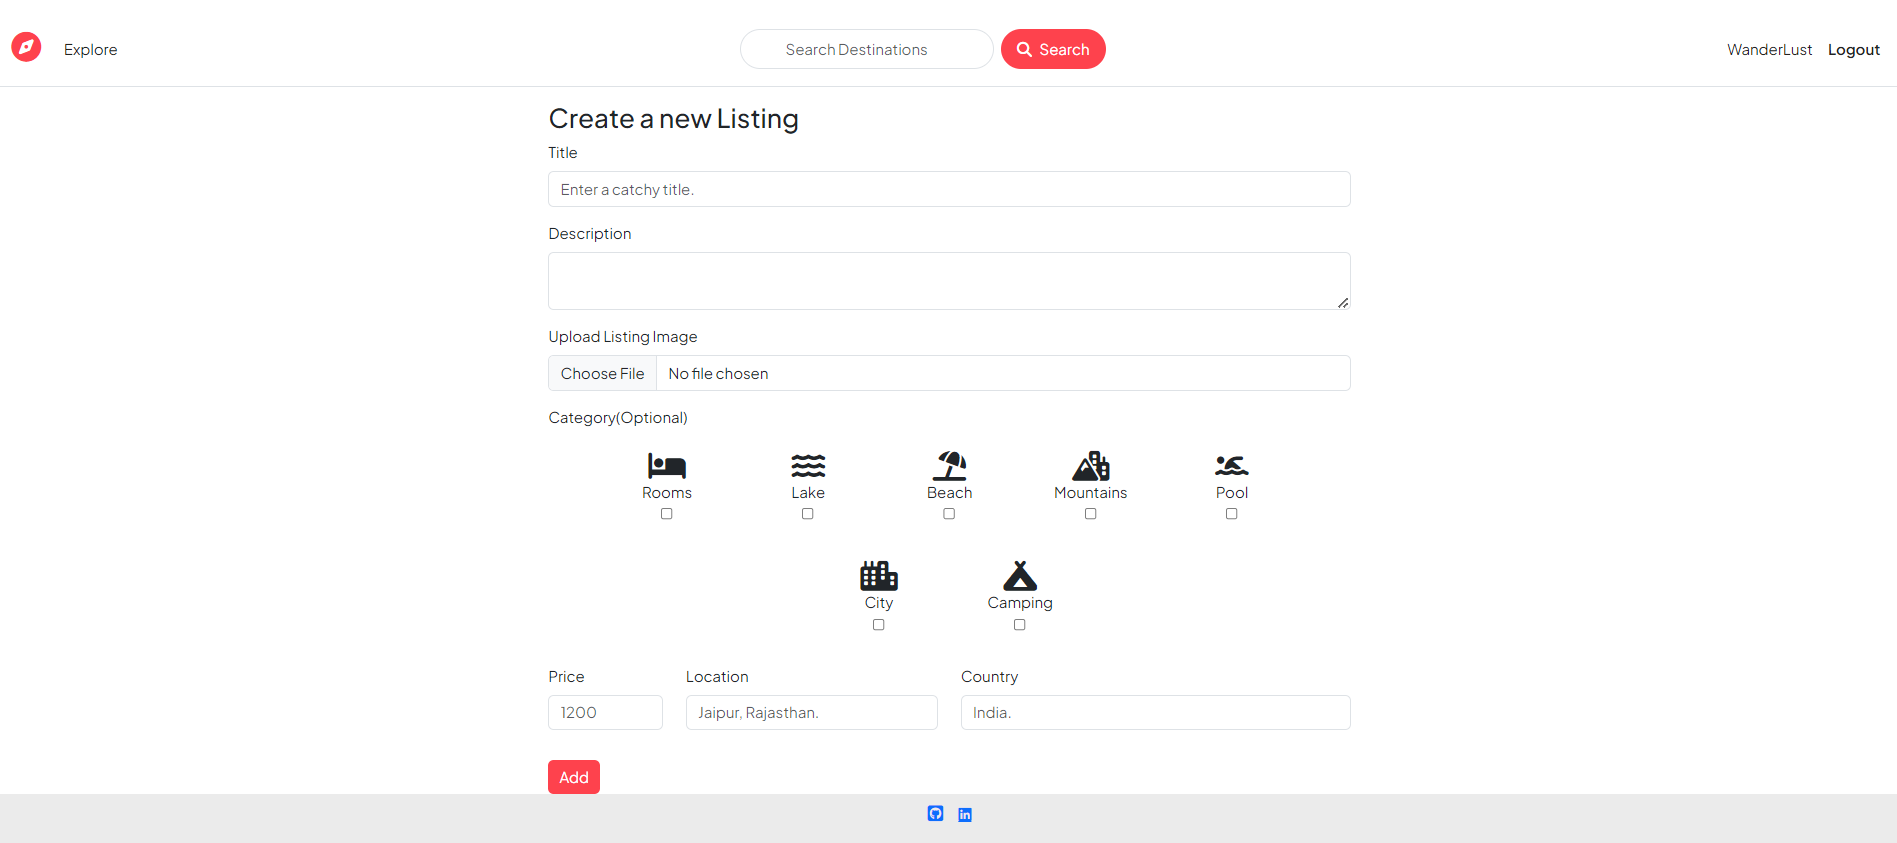 Explore
Search Destinations
Search
WanderLust Logout
Create a new Listing
Title
Enter a catchy title.
Description
Upload Listing Image
Choose File No file chosen
Category(Optional)
Rooms Lake Beach Mountains Pool
City Camping
Price Location Country
1200 Jaipur, Rajasthan. India.
Add
in